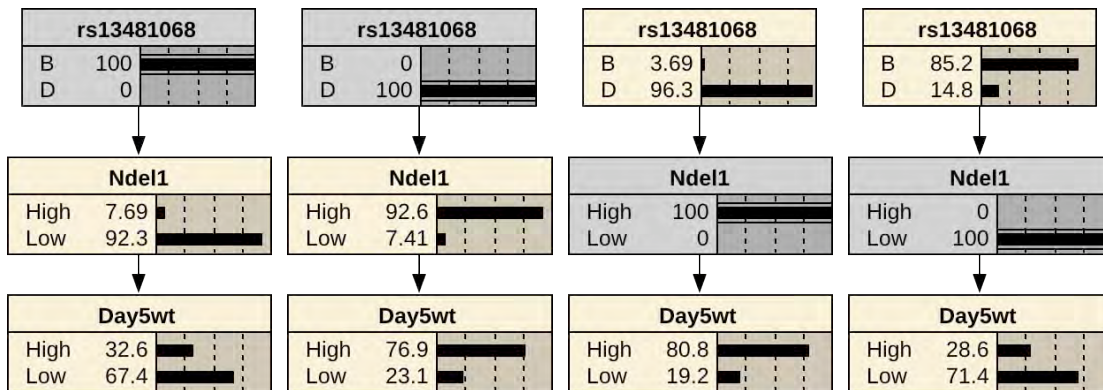 rs13481068 rs13481068 rs13481068 rs13481068
B 100 B 0 B 3.69 B 85.2
D 0 D 100 D 96.3 D 14.8
Ndel1 Ndel1 Ndel1 Ndel1
High 7.69 High 92.6 High 100 High 0
Low 92.3 Low 7.41 Low 0 Low 100
Day5wt Day5wt Day5wt Day5wt
High 32.6 High 76.9 High 80.8 High 28.6
Low 67.4 Low 23.1 Low 19.2 Low 71.4